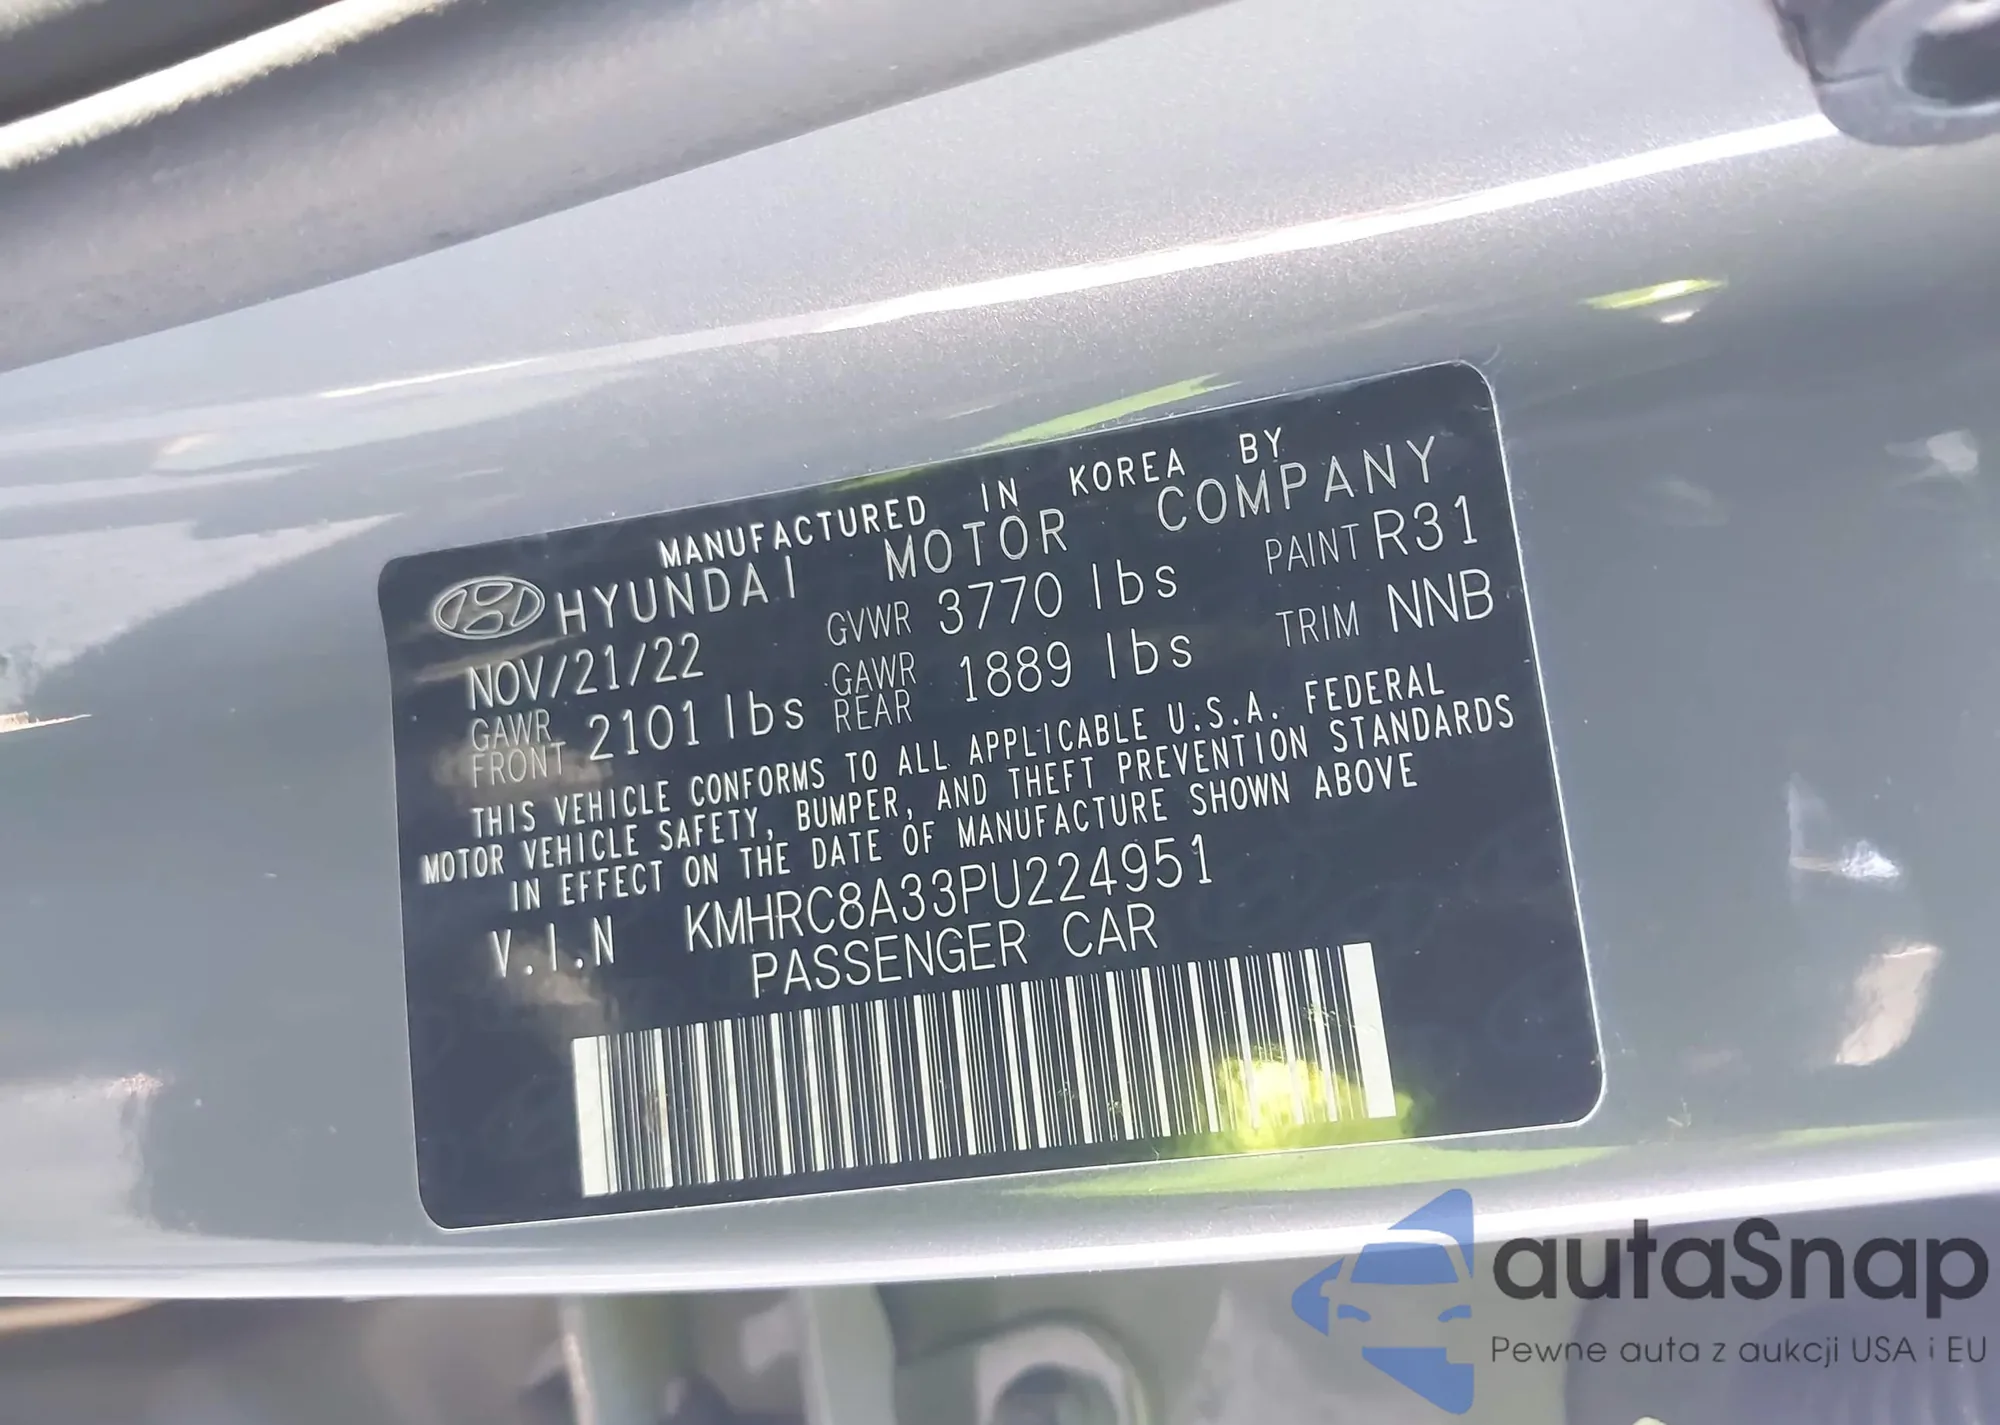 MANUFACTURED IN KOREA BY
HYUNDAI MOTOR COMPANY
NOV/21/22 GVWR 3770 lbs PAINT R31
GAWR FRONT 2101 lbs GAWR REAR 1889 lbs TRIM NNB
THIS VEHICLE CONFORMS TO ALL APPLICABLE U.S.A. FEDERAL
MOTOR VEHICLE SAFETY, BUMPER, AND THEFT PREVENTION STANDARDS
IN EFFECT ON THE DATE OF MANUFACTURE SHOWN ABOVE
V.I.N KMHRC8A33PU224951
PASSENGER CAR
autaSnap
Pewne auta z aukcji USA i EU